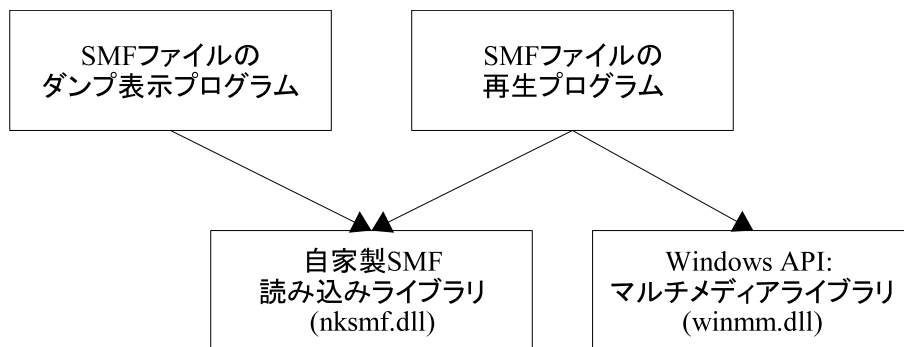 SMFファイルの
ダンプ表示プログラム
SMFファイルの
再生プログラム
自家製SMF
読み込みライブラリ
(nksmf.dll)
Windows API:
マルチメディアライブラリ
(winmm.dll)